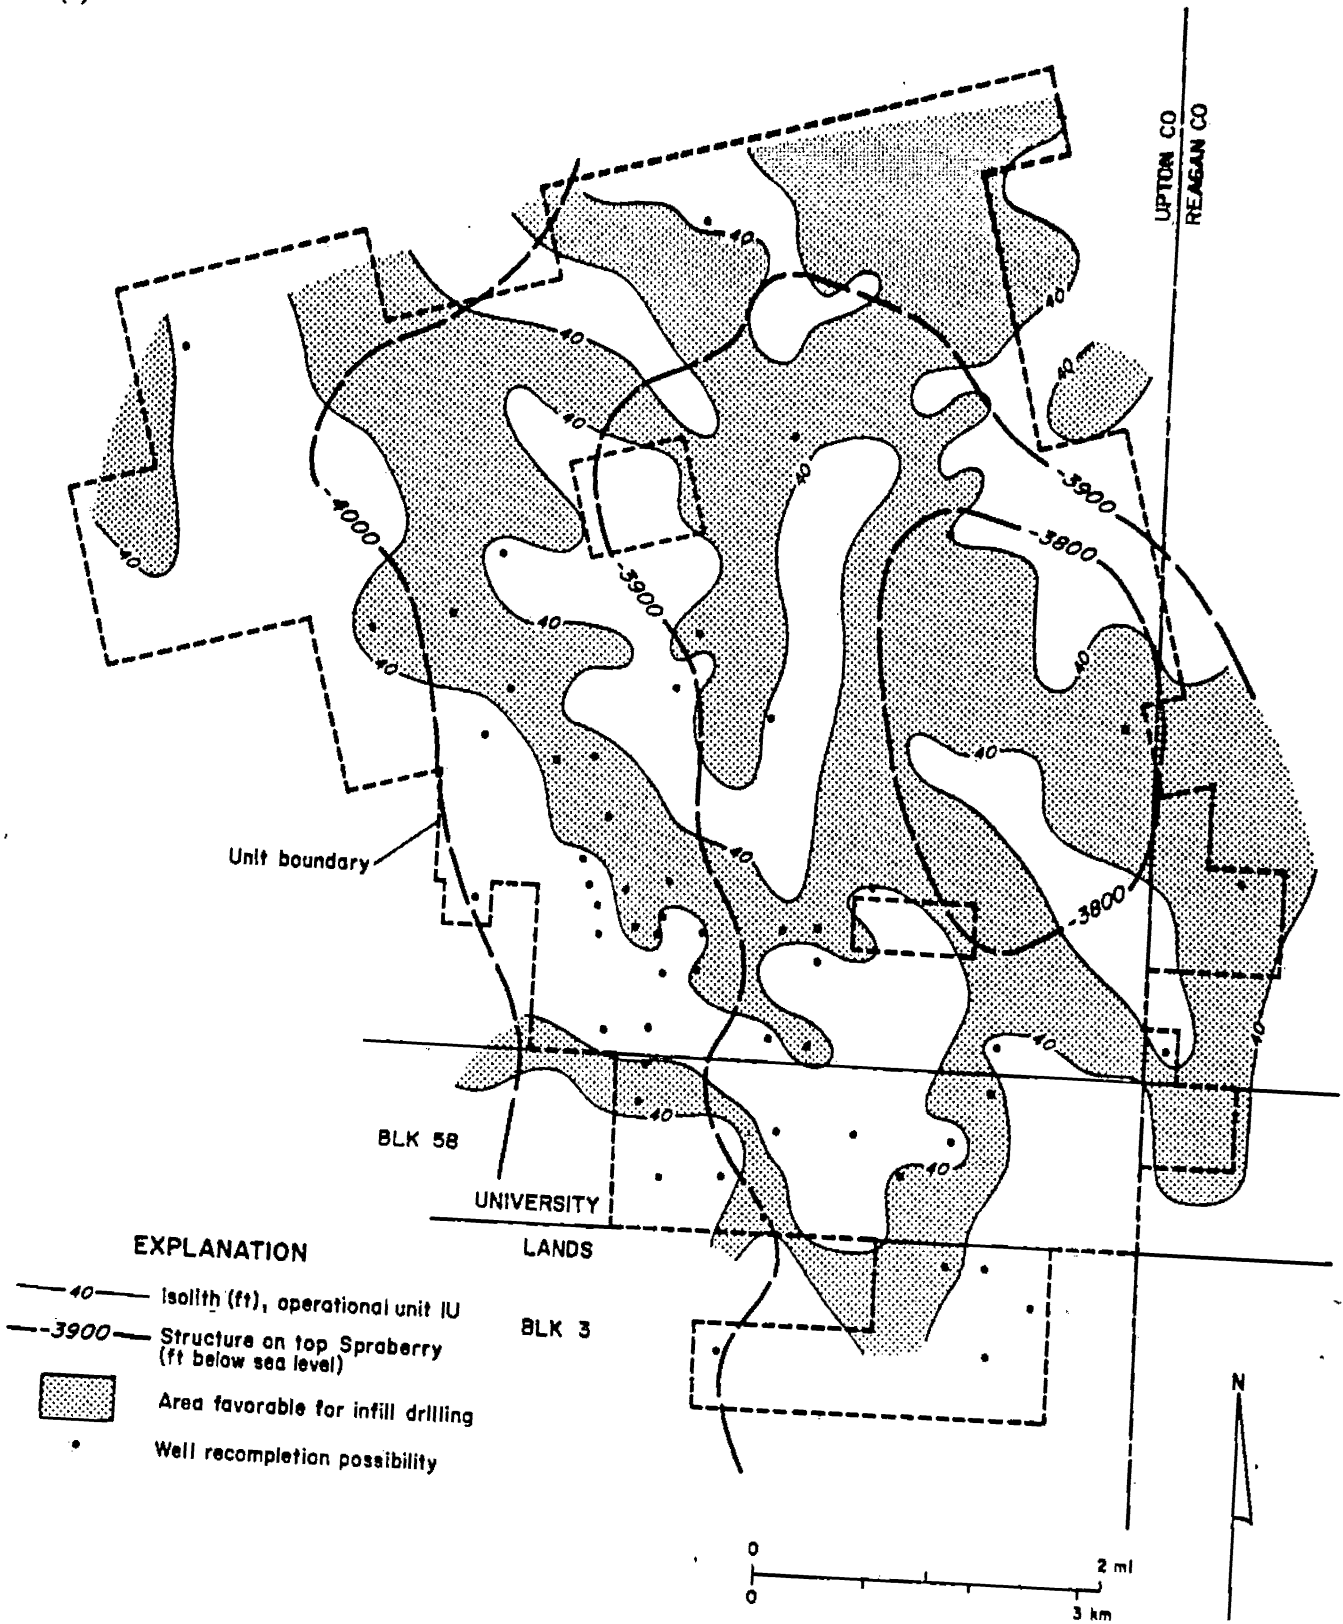 UPTON CO
REAGAN CO
40
40
40
40
40
40
-3900
-4000
-3800
40
-3900
40
40
40
40
40
Unit boundary
-3800
40
40
40
BLK 58
40
UNIVERSITY
LANDS
EXPLANATION
40 Isolith (ft), operational unit IU
-3900 Structure on top Spraberry
(ft below sea level)
BLK 3
Area favorable for infill drilling
Well recompletion possibility
N
0 2 mi
0 3 km